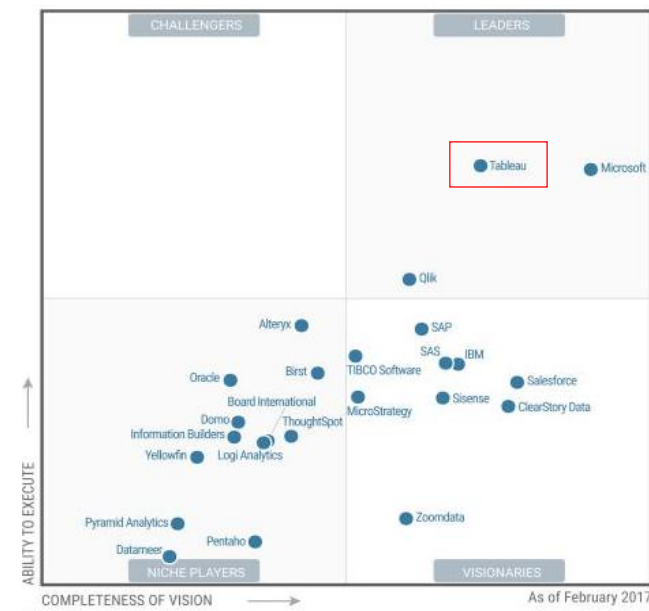 CHALLENGERS
LEADERS
Tableau
Microsoft
Qlik
Alteryx
SAP
SAS
IBM
TIBCO Software
Birst
Oracle
Salesforce
Board International
MicroStrategy
Sisense
ClearStory Data
Domo
ThoughtSpot
Information Builders
Yellowfin
Logi Analytics
Zoomdata
Pyramid Analytics
Pentaho
Datameer
NICHE PLAYERS
VISIONARIES
ABILITY TO EXECUTE
COMPLETENESS OF VISION
As of February 2017